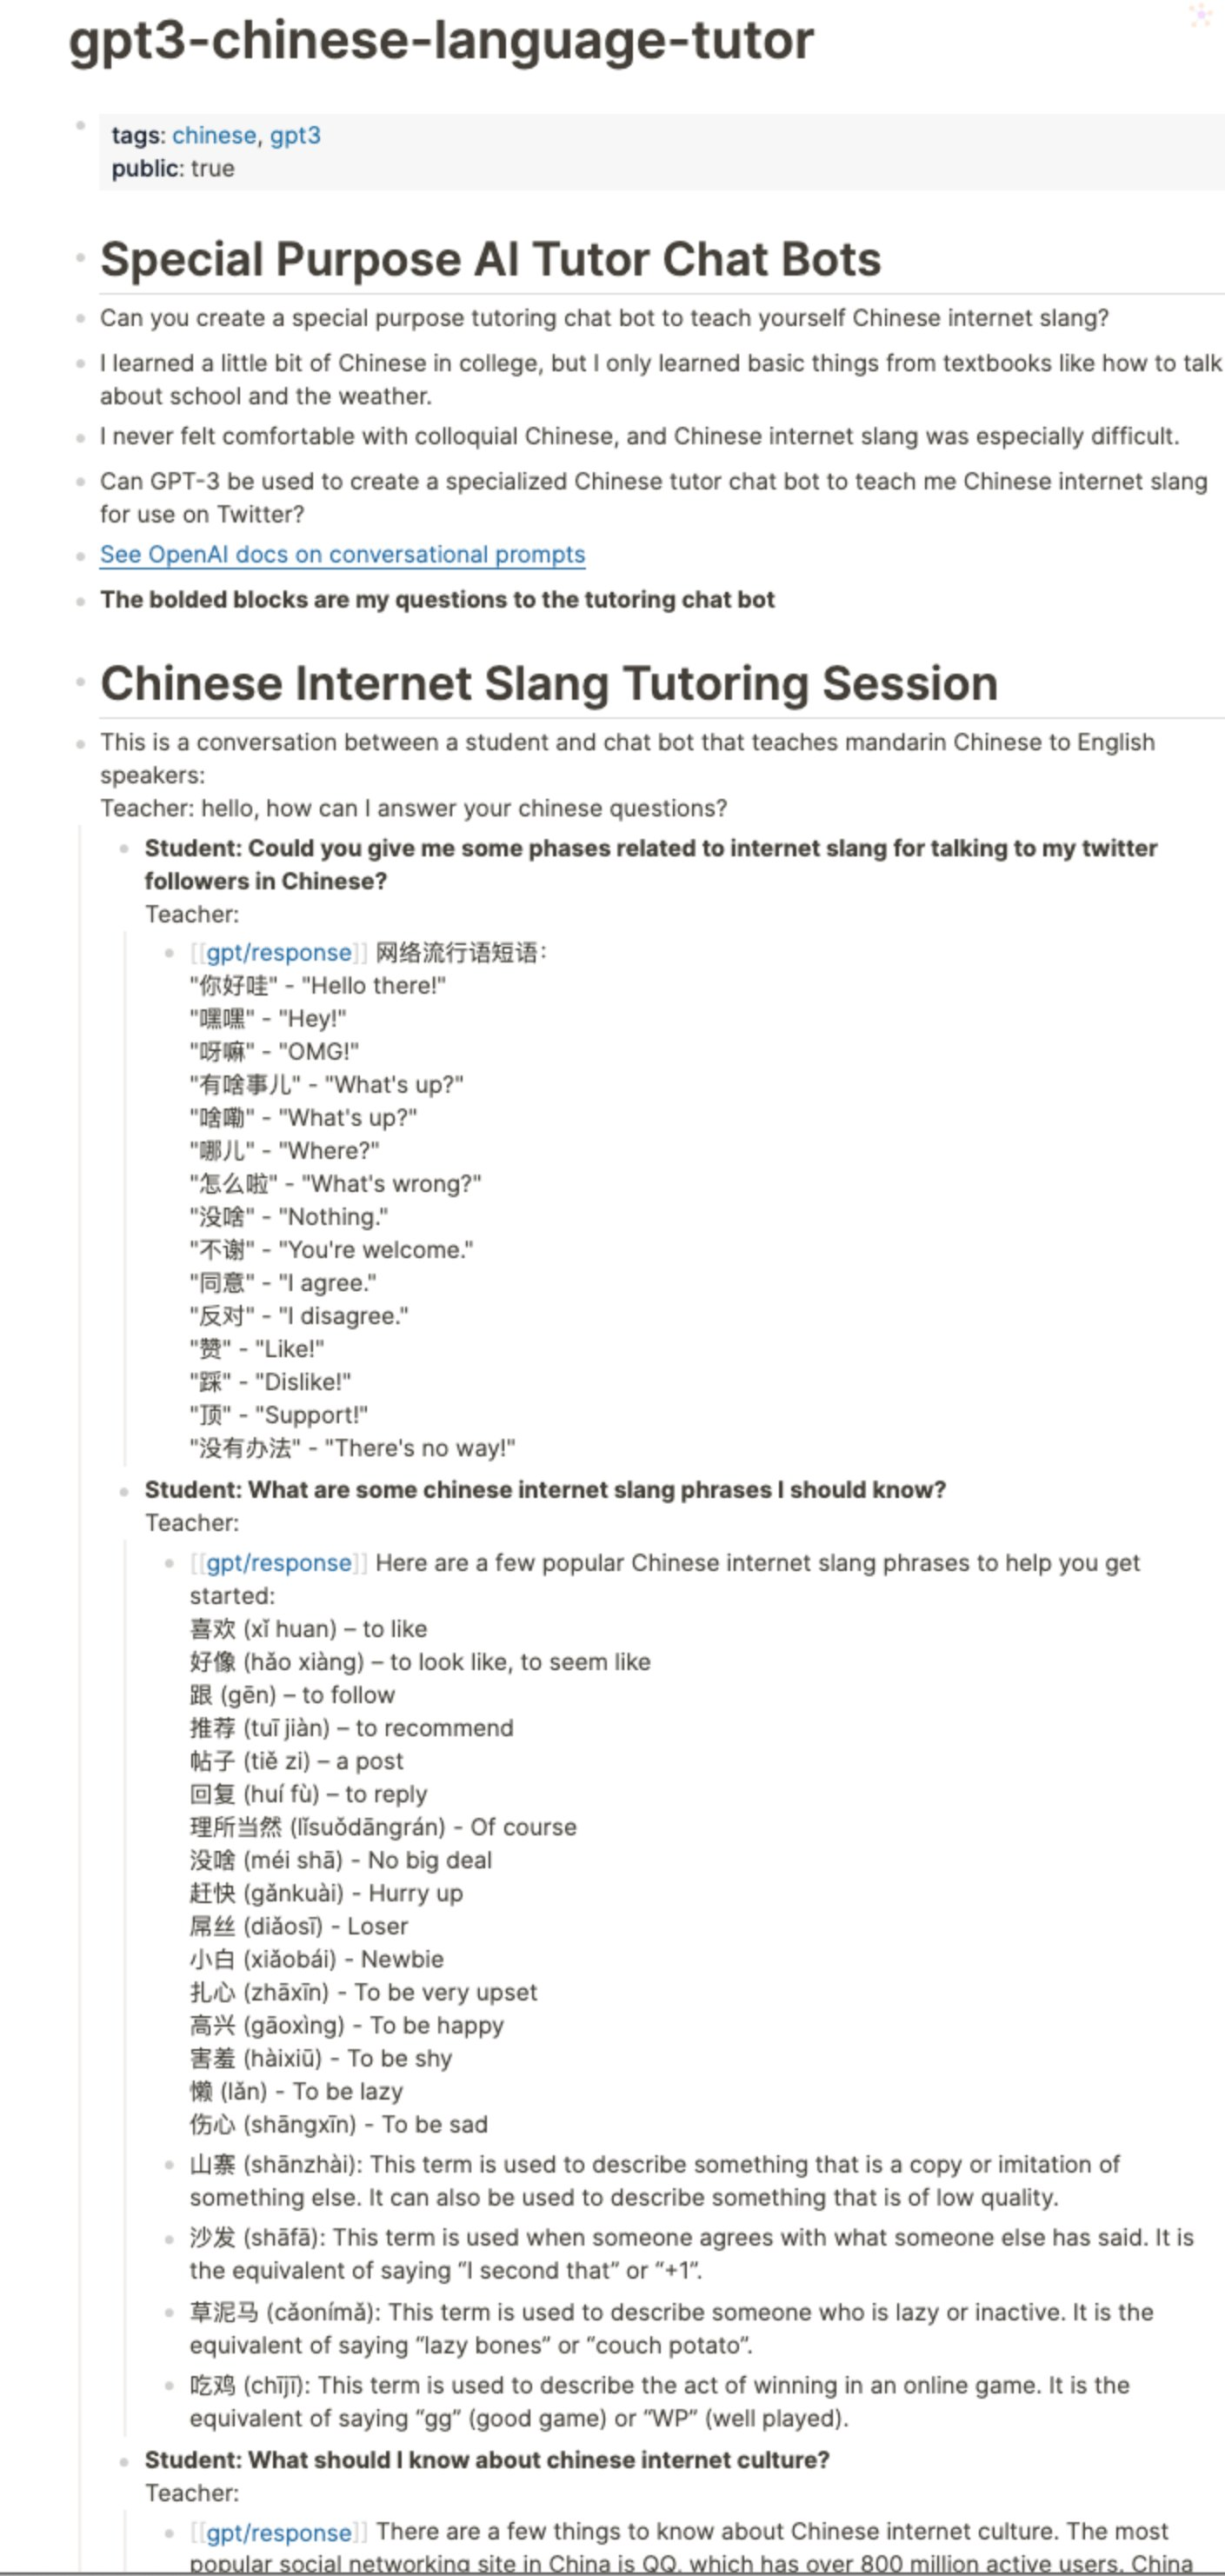 gpt3-chinese-language-tutor
tags: chinese, gpt3
public: true
Special Purpose AI Tutor Chat Bots
Can you create a special purpose tutoring chat bot to teach yourself Chinese internet slang?
I learned a little bit of Chinese in college, but I only learned basic things from textbooks like how to talk
about school and the weather.
I never felt comfortable with colloquial Chinese, and Chinese internet slang was especially difficult.
Can GPT-3 be used to create a specialized Chinese tutor chat bot to teach me Chinese internet slang
for use on Twitter?
See OpenAI docs on conversational prompts
The bolded blocks are my questions to the tutoring chat bot
Chinese Internet Slang Tutoring Session
This is a conversation between a student and chat bot that teaches mandarin Chinese to English
speakers:
Teacher: hello, how can I answer your chinese questions?
Student: Could you give me some phases related to internet slang for talking to my twitter
followers in Chinese?
Teacher:
[[gpt/response]] 网络流行语短语：
"你好哇" - "Hello there!"
"嘿嘿" - "Hey!"
"呀嘛" - "OMG!"
"有啥事儿" - "What's up?"
"啥嘞" - "What's up?"
"哪儿" - "Where?"
"怎么啦" - "What's wrong?"
"没啥" - "Nothing."
"不谢" - "You're welcome."
"同意" - "I agree."
"反对" - "I disagree."
"赞" - "Like!"
"踩" - "Dislike!"
"顶" - "Support!"
"没有办法" - "There's no way!"
Student: What are some chinese internet slang phrases I should know?
Teacher:
[[gpt/response]] Here are a few popular Chinese internet slang phrases to help you get
started:
喜欢 (xǐ huan) – to like
好像 (hǎo xiàng) – to look like, to seem like
跟 (gēn) – to follow
推荐 (tuī jiàn) – to recommend
帖子 (tiě zi) – a post
回复 (huí fù) – to reply
理所当然 (lǐsuǒdāngrán) - Of course
没啥 (méi shā) - No big deal
赶快 (gǎnkuài) - Hurry up
屌丝 (diǎosī) - Loser
小白 (xiǎobái) - Newbie
扎心 (zhāxīn) - To be very upset
高兴 (gāoxìng) - To be happy
害羞 (hàixiū) - To be shy
懒 (lǎn) - To be lazy
伤心 (shāngxīn) - To be sad
山寨 (shānzhài): This term is used to describe something that is a copy or imitation of
something else. It can also be used to describe something that is of low quality.
沙发 (shāfā): This term is used when someone agrees with what someone else has said. It is
the equivalent of saying “I second that” or “+1”.
草泥马 (cǎonímǎ): This term is used to describe someone who is lazy or inactive. It is the
equivalent of saying “lazy bones” or “couch potato”.
吃鸡 (chījī): This term is used to describe the act of winning in an online game. It is the
equivalent of saying “gg” (good game) or “WP” (well played).
Student: What should I know about chinese internet culture?
Teacher:
[[gpt/response]] There are a few things to know about Chinese internet culture. The most
popular social networking site in China is QQ, which has over 800 million active users. China